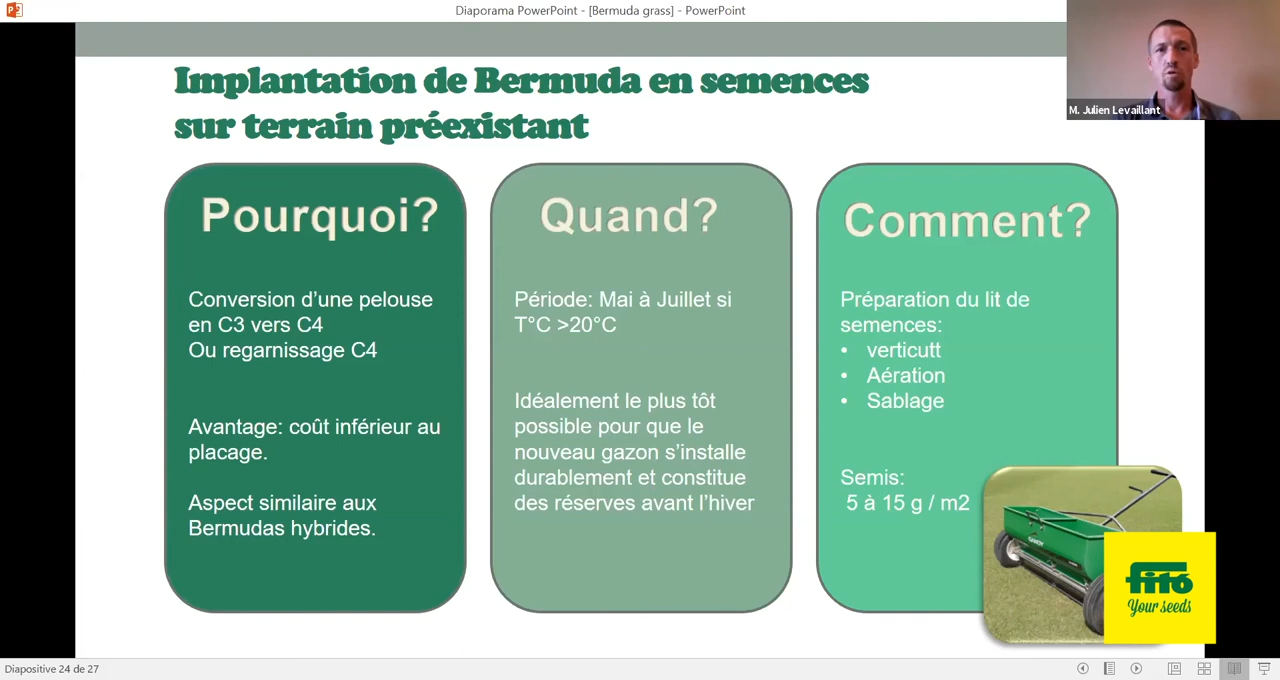 Diaporama PowerPoint - [Bermuda grass] - PowerPoint
M. Julien Levaillant
Implantation de Bermuda en semences
sur terrain préexistant
Pourquoi?
Conversion d’une pelouse
en C3 vers C4
Ou regarnissage C4
Avantage: coût inférieur au
placage.
Aspect similaire aux
Bermudas hybrides.
Quand?
Période: Mai à Juillet si
T°C >20°C
Idéalement le plus tôt
possible pour que le
nouveau gazon s’installe
durablement et constitue
des réserves avant l’hiver
Comment?
Préparation du lit de
semences:
• verticutt
• Aération
• Sablage
Semis:
5 à 15 g / m2
GANDY
fitó
Your seeds
Diapositive 24 de 27